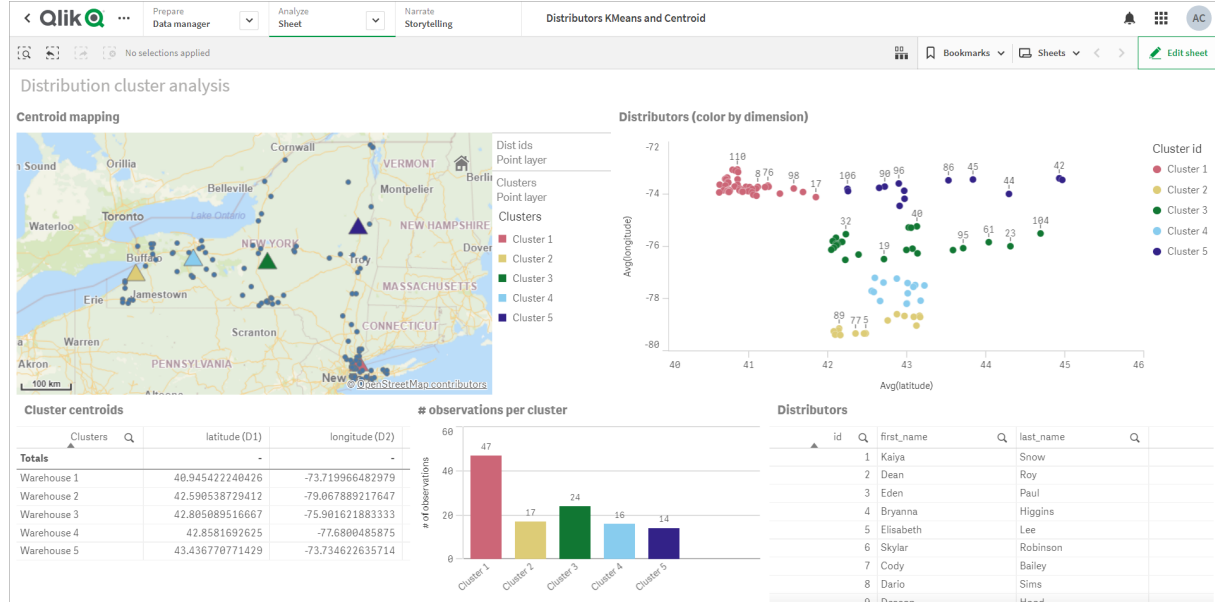 Qlik
Prepare
Data manager
Analyze
Sheet
Narrate
Storytelling
Distributors KMeans and Centroid
AC
No selections applied
Bookmarks
Sheets
Edit sheet
Distribution cluster analysis
Centroid mapping
Sound
Orillia
Cornwall
VERMONT
Berlin
Belleville
Montpelier
Toronto
Lake Ontario
Waterloo
NEW HAMPSHIRE
NEW YORK
Dover
Buffalo
Troy
MASSACHUSETTS
Erie
Jamestown
Scranton
CONNECTICUT
Warren
Akron
PENNSYLVANIA
New
100 km
© OpenStreetMap contributors
Dist ids
Point layer
Clusters
Point layer
Clusters
Cluster 1
Cluster 2
Cluster 3
Cluster 4
Cluster 5
Distributors (color by dimension)
Avg(longitude)
-72
-74
-76
-78
-80
110
8 76
98
17
106
90
96
86
45
44
42
32
19
40
95
61
23
104
89
77 5
40
41
42
43
44
45
46
Avg(latitude)
Cluster id
Cluster 1
Cluster 2
Cluster 3
Cluster 4
Cluster 5
Cluster centroids
Clusters latitude (D1) longitude (D2)
Totals - -
Warehouse 1 40.945422240426 -73.719966482979
Warehouse 2 42.590538729412 -79.067889217647
Warehouse 3 42.805089516667 -75.901621883333
Warehouse 4 42.8581692625 -77.6800485875
Warehouse 5 43.436770771429 -73.734622635714
# observations per cluster
# of observations
60
40
20
0
47
17
24
16
14
Cluster 1
Cluster 2
Cluster 3
Cluster 4
Cluster 5
Distributors
id first_name last_name
1 Kaiya Snow
2 Dean Roy
3 Eden Paul
4 Bryanna Higgins
5 Elisabeth Lee
6 Skylar Robinson
7 Cody Bailey
8 Dario Sims